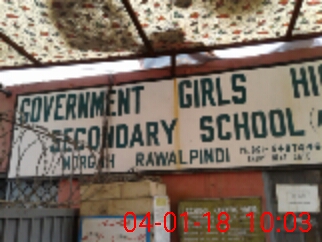 GOVERNMENT GIRLS HI
SECONDARY SCHOOL
MORGAH RAWALPINDI
04-01-18 10:03